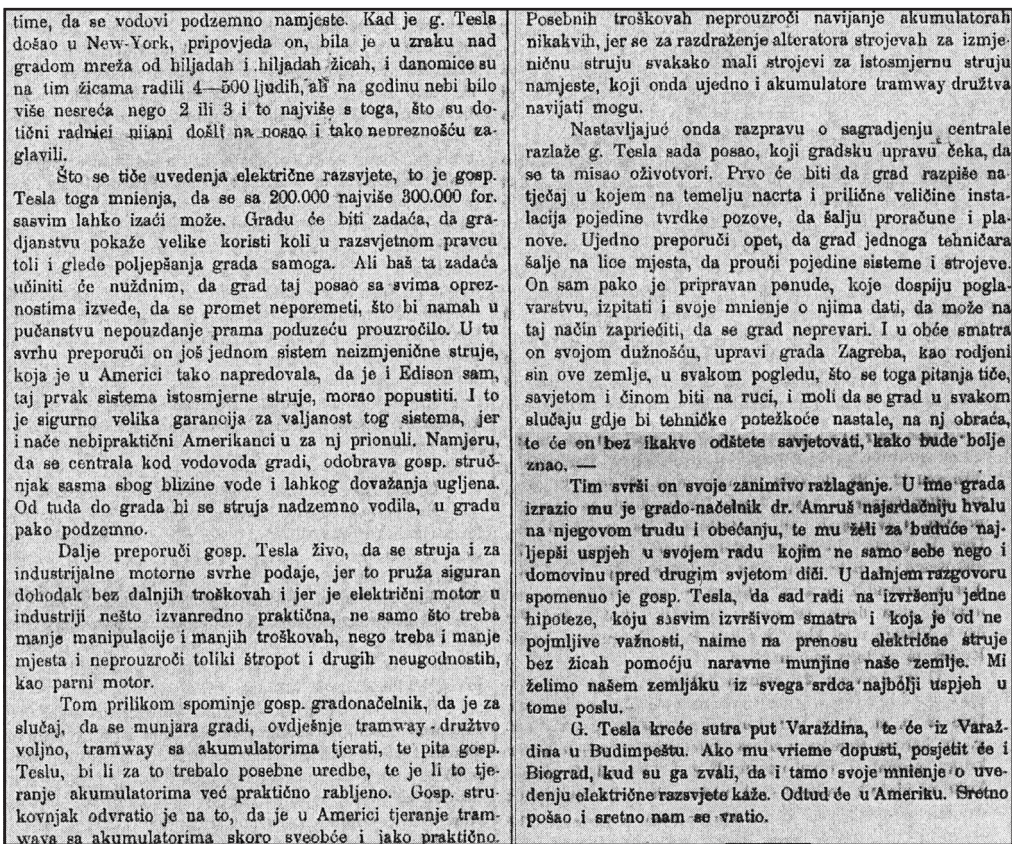 time, da se vodovi podzemno namjeste. Kad je g. Tesla
došao u New-York, pripovjeda on, bila je u zraku nad
gradom mreža od hiljadah i hiljadah žicah, i danomice su
na tim žicama radili 4—500 ljudih, ali na godinu nebi bilo
više nesreća nego 2 ili 3 i to najviše s toga, što su do-
tični radnici pijani došli na posao i tako nepreznošću za-
glavili.
Što se tiče uvedenja električne razsvjete, to je gosp.
Tesla toga mnienja, da se sa 200.000 najviše 300.000 for.
sasvim lahko izaći može. Gradu će biti zadaća, da gra-
djanstvu pokaže velike koristi koli u razsvjetnom pravcu
toli i glede poljepšanja grada samoga. Ali baš ta zadaća
učiniti će nuždnim, da grad taj posao sa svima oprez-
nostima izvede, da se promet neporemeti, što bi namah u
pučanstvu nepouzdanje prama poduzeću prouzročilo. U tu
svrhu preporuči on još jednom sistem neizmjenične struje,
koja je u Americi tako napredovala, da je i Edison sam,
taj prvak sistema istosmjerne struje, morao popustiti. I to
je sigurno velika garancija za valjanost tog sistema, jer
inače nebipraktični Amerikanci u za nj prionuli. Namjeru,
da se centrala kod vodovoda gradi, odobrava gosp. struč-
njak sasma sbog blizine vode i lahkog dovažanja ugljena.
Od tuda do grada bi se struja nadzemno vodila, u gradu
pako podzemno.
Dalje preporuči gosp. Tesla živo, da se struja i za
industrijalne motorne svrhe podaje, jer to pruža siguran
dohodak bez dalnjih troškovah i jer je električni motor u
industriji nešto izvanredno praktična, ne samo što treba
manje manipulacije i manjih troškovah, nego treba i manje
mjesta i neprouzroči toliki štropot i drugih neugodnostih,
kao parni motor.
Tom prilikom spominje gosp. gradonačelnik, da je za
slučaj, da se munjara gradi, ovdješnje tramway-družtvo
voljno, tramway sa akumulatorima tjerati, te pita gosp.
Teslu, bi li za to trebalo posebne uredbe, te je li to tje-
ranje akumulatorima već praktično rabljeno. Gosp. stru-
kovnjak odvratio je na to, da je u Americi tjeranje tram-
waya sa akumulatorima skoro sveobće i jako praktično.
Posebnih troškovah neprouzroči navijanje akumulatorah
nikakvih, jer se za razdraženje alteratora strojevah za izmje-
ničnu struju svakako mali strojevi za istosmjernu struju
namjeste, koji onda ujedno i akumulatore tramway družtva
navijati mogu.
Nastavljajuć onda razpravu o sagradjenju centrale
razlaže g. Tesla sada posao, koji gradsku upravu čeka, da
se ta misao oživotvori. Prvo će biti da grad razpiše na-
tječaj u kojem na temelju nacrta i prilične veličine insta-
lacija pojedine tvrdke pozove, da šalju proračune i pla-
nove. Ujedno preporuči opet, da grad jednoga tehničara
šalje na lice mjesta, da prouči pojedine sisteme i strojeve.
On sam pako je pripravan ponude, koje dospiju pogla-
varstvu, izpitati i svoje mnienje o njima dati, da može na
taj način zapriečiti, da se grad neprevari. I u obće smatra
on svojom dužnošću, upravi grada Zagreba, kao rodjeni
sin ove zemlje, u svakom pogledu, što se toga pitanja tiče,
savjetom i činom biti na ruci, i moli da se grad u svakom
slučaju gdje bi tehničke potežkoće nastale, na nj obraća,
te će on bez ikakve odštete savjetovati, kako bude bolje
znao. —
Tim svrši on svoje zanimivo razlaganje. U ime grada
izrazio mu je grado-načelnik dr. Amruš najsrdačniju hvalu
na njegovom trudu i obećanju, te mu želi za buduće naj-
ljepši uspjeh u svojem radu kojim ne samo sebe nego i
domovinu pred drugim svjetom diči. U dalnjem razgovoru
spomenuo je gosp. Tesla, da sad radi na izvršenju jedne
hipoteze, koju sasvim izvršivom smatra i koja je od ne
pojmljive važnosti, naime na prenosu električne struje
bez žicah pomoćju naravne munjine naše zemlje. Mi
želimo našem zemljaku iz svega srdca najbolji uspjeh u
tome poslu.
G. Tesla kreće sutra put Varaždina, te će iz Varaž-
dina u Budimpeštu. Ako mu vrieme dopusti, posjetit će i
Biograd, kud su ga zvali, da i tamo svoje mnienje o uve-
denju električne razsvjete kaže. Odtud će u Ameriku. Sretno
pošao i sretno nam se vratio.